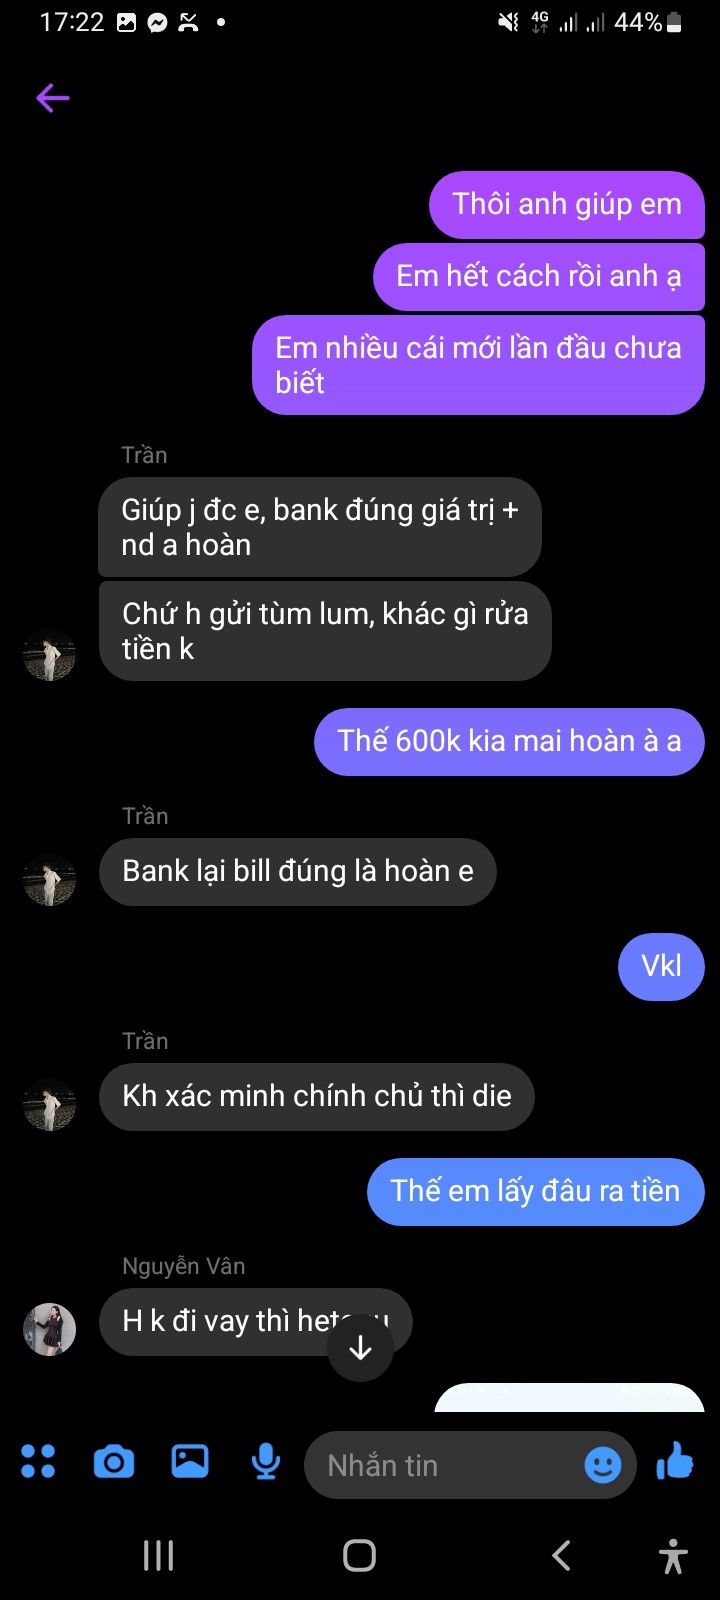 17:22
4G
44%
Thôi anh giúp em
Em hết cách rồi anh ạ
Em nhiều cái mới lần đầu chưa
biết
Trần
Giúp j đc e, bank đúng giá trị +
nd a hoàn
Chứ h gửi tùm lum, khác gì rửa
tiền k
Thế 600k kia mai hoàn à a
Trần
Bank lại bill đúng là hoàn e
Vkl
Trần
Kh xác minh chính chủ thì die
Thế em lấy đâu ra tiền
Nguyễn Vân
H k đi vay thì
Nhắn tin